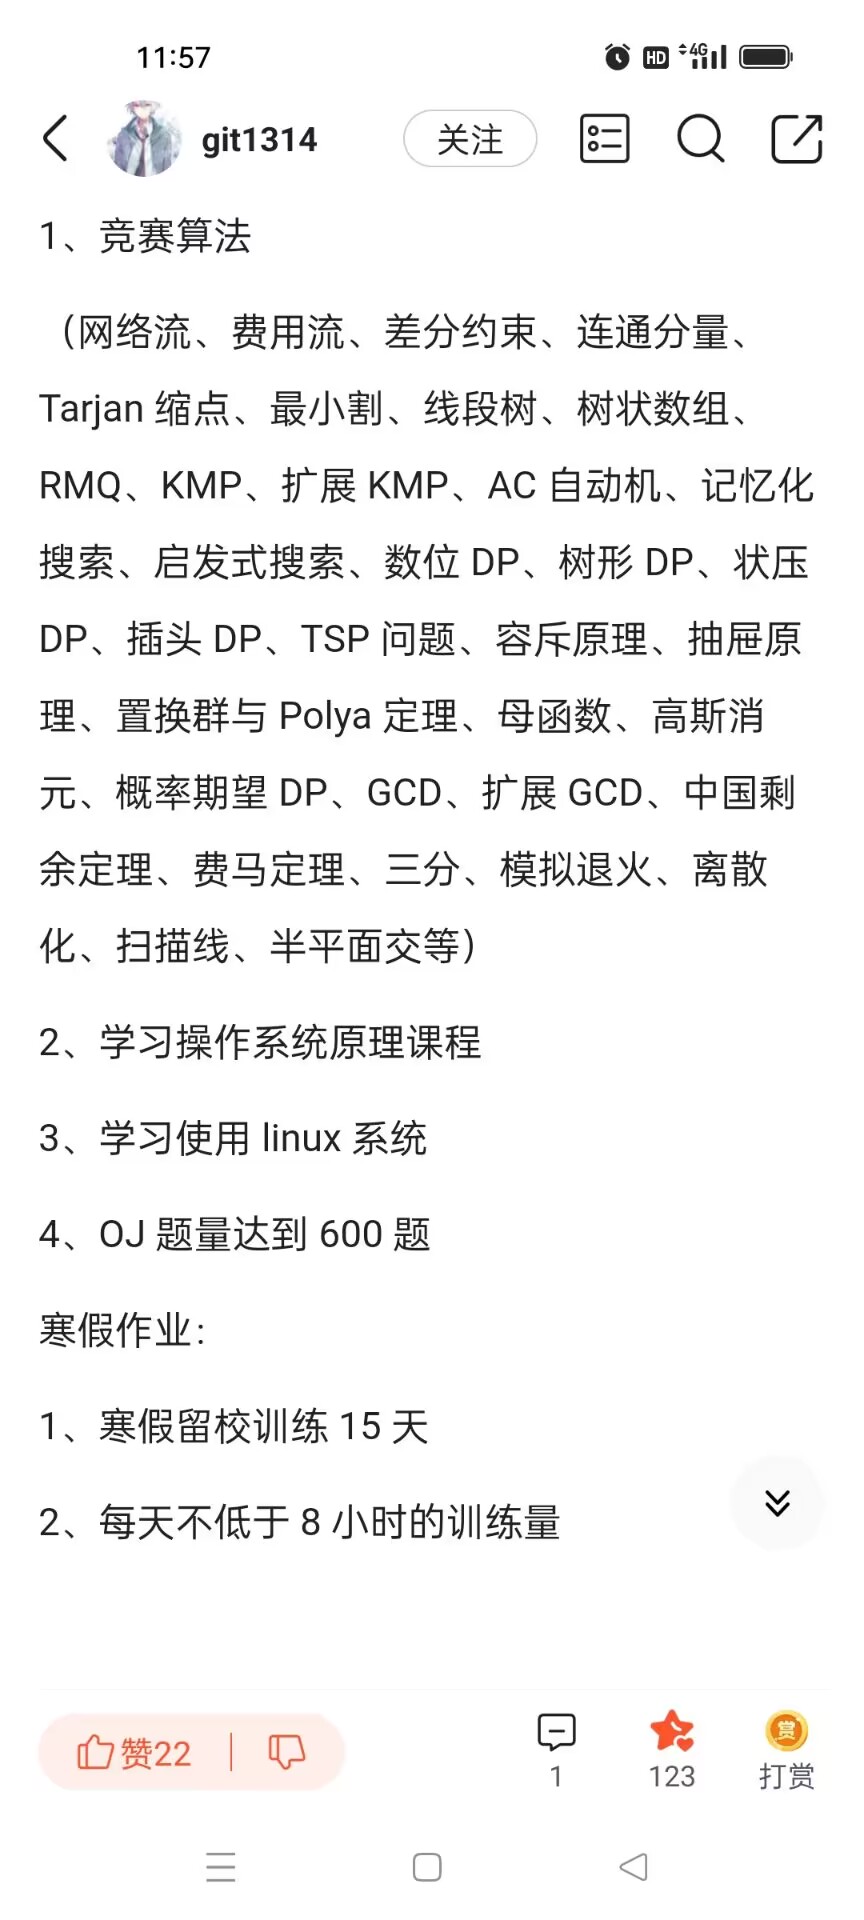 11:57
HD 4G
git1314
关注
1、竞赛算法
（网络流、费用流、差分约束、连通分量、
Tarjan 缩点、最小割、线段树、树状数组、
RMQ、KMP、扩展 KMP、AC 自动机、记忆化
搜索、启发式搜索、数位 DP、树形 DP、状压
DP、插头 DP、TSP 问题、容斥原理、抽屉原
理、置换群与 Polya 定理、母函数、高斯消
元、概率期望 DP、GCD、扩展 GCD、中国剩
余定理、费马定理、三分、模拟退火、离散
化、扫描线、半平面交等）
2、学习操作系统原理课程
3、学习使用 linux 系统
4、OJ 题量达到 600 题
寒假作业：
1、寒假留校训练 15 天
2、每天不低于 8 小时的训练量
赞22
1
123
赏
打赏